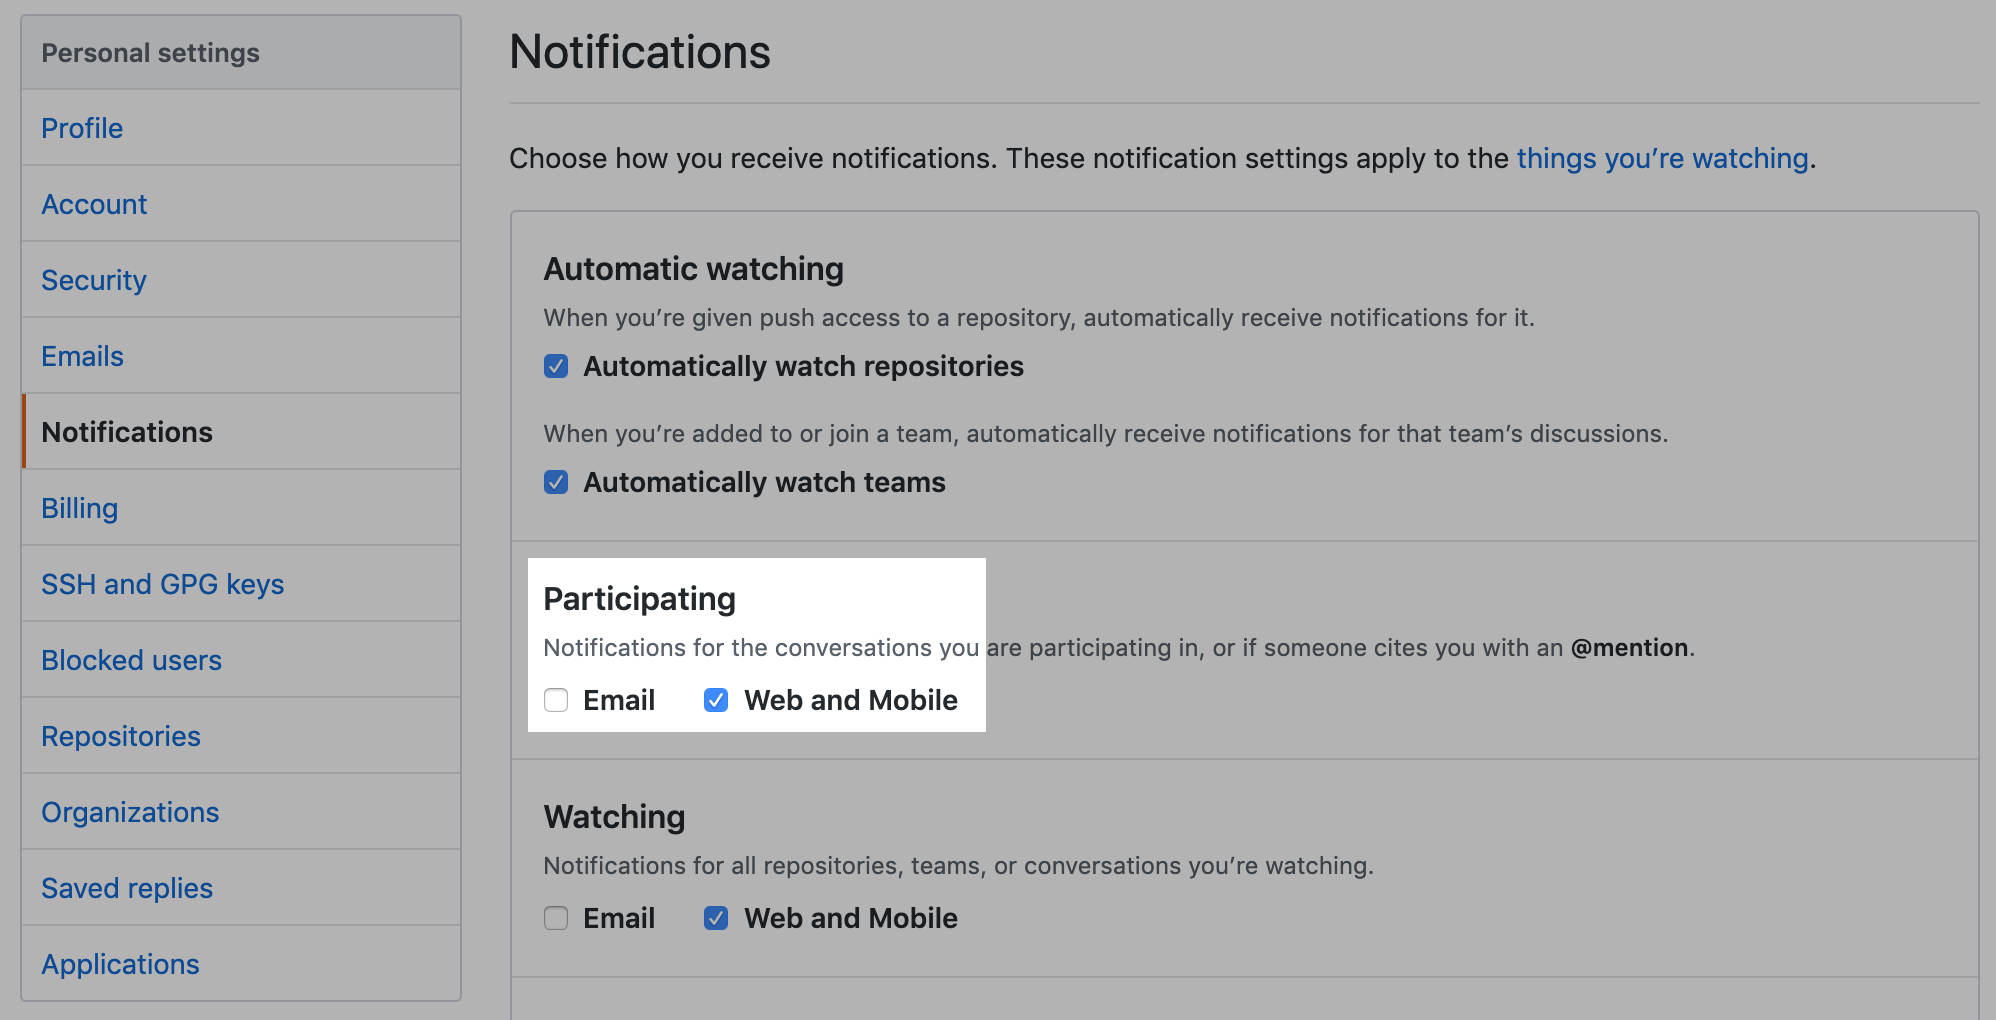 Personal settings
Profile
Account
Security
Emails
Notifications
Billing
SSH and GPG keys
Blocked users
Repositories
Organizations
Saved replies
Applications
Notifications
Choose how you receive notifications. These notification settings apply to the things you’re watching.
Automatic watching
When you’re given push access to a repository, automatically receive notifications for it.
Automatically watch repositories
When you’re added to or join a team, automatically receive notifications for that team’s discussions.
Automatically watch teams
Participating
Notifications for the conversations you are participating in, or if someone cites you with an @mention.
Email Web and Mobile
Watching
Notifications for all repositories, teams, or conversations you’re watching.
Email Web and Mobile